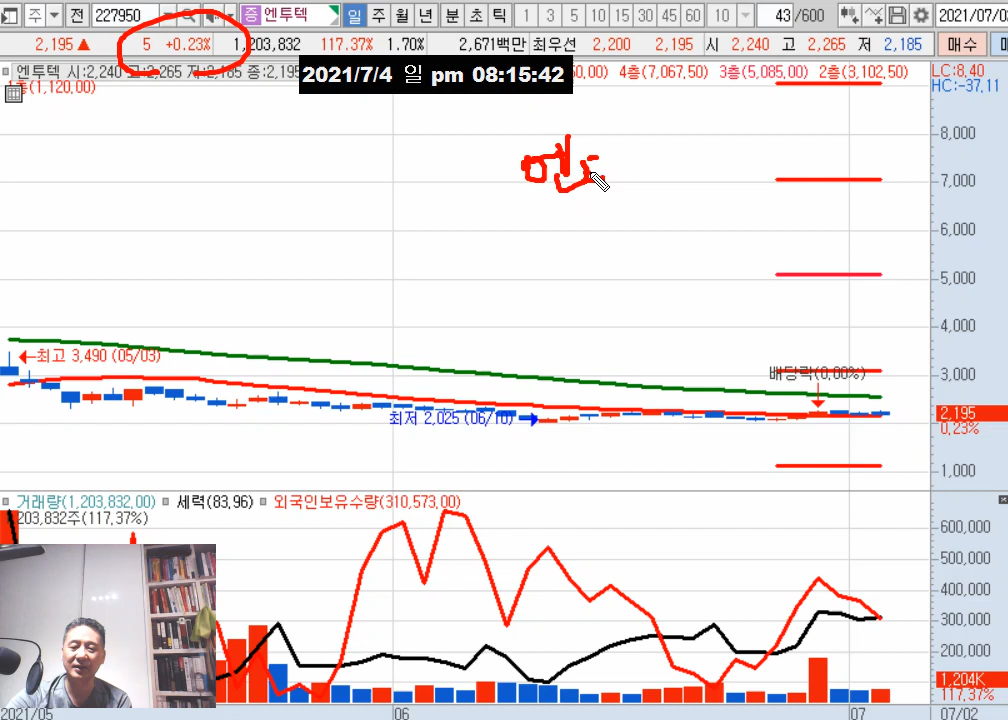 주 전 227950 증 엔투텍 일 주 월 년 분 초 틱 1 3 5 10 15 30 45 60 10 43 /600 2021/07/0
2,195 ▲ 5 +0.23% 1,203,832 117.37% 1.70% 2,671백만 최우선 2,200 2,195 시 2,240 고 2,265 저 2,185 매수
엔투텍 시:2,240 고:2,265 저:2,185 종:2,195 4층(7,067,50) 3층(5,085,00) 2층(3,102,50) LC:8,40
2021/7/4 일 pm 08:15:42
(1,120,00) HC:-37,11
8,000
7,000
6,000
5,000
4,000
←최고 3,490 (05/03)
배당락(0,00%) 3,000
최저 2,025 (06/10) 2,195
0,23%
1,000
거래량(1,203,832,00) 세력(83,96) 외국인보유수량(310,573,00)
203,832주(117,37%)
600,000
500,000
400,000
300,000
200,000
1,204K
117,37%
2021/05 06 07 07/02